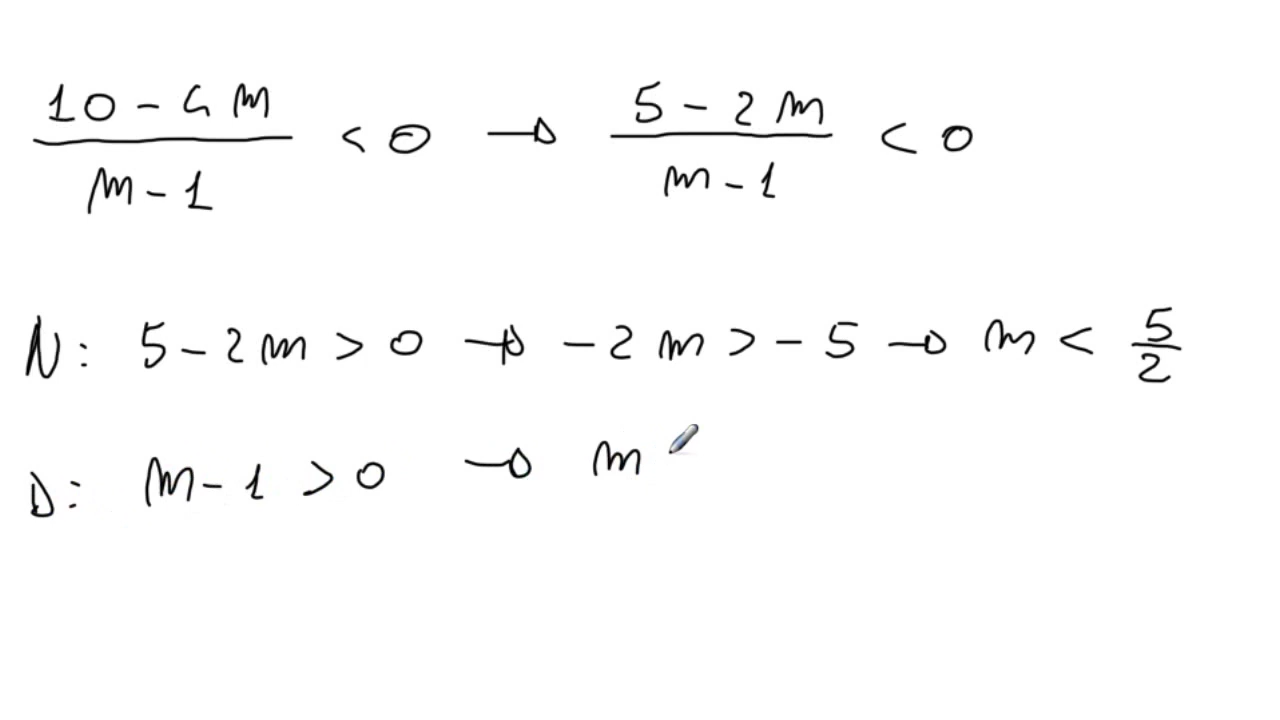 (10 - 4m)/(m - 1) < 0 → (5 - 2m)/(m - 1) < 0
N: 5 - 2m > 0 → -2m > -5 → m < 5/2
D: m - 1 > 0 → m